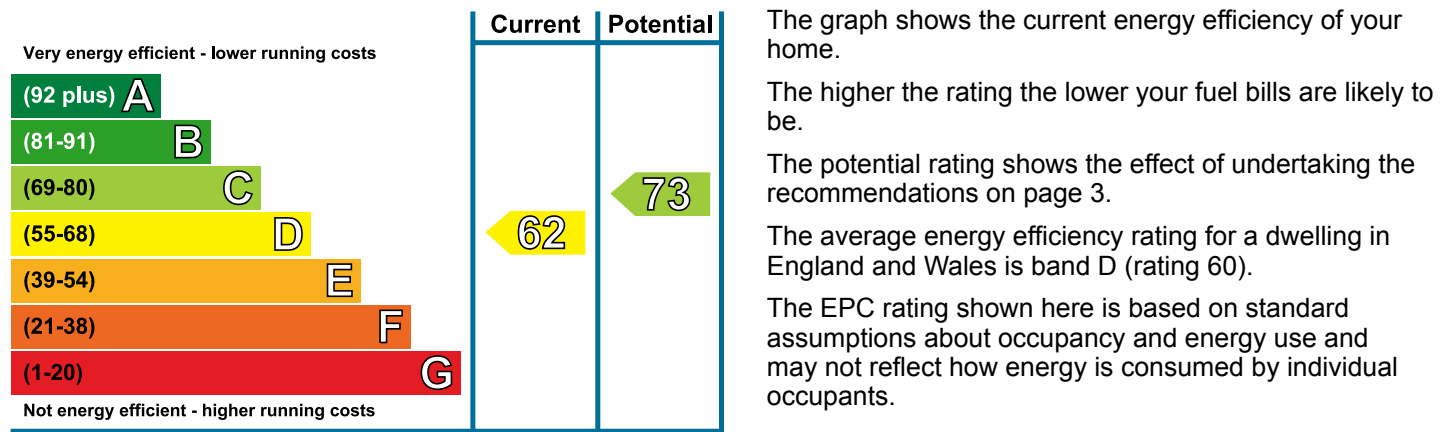 Current Potential
Very energy efficient - lower running costs
(92 plus) A
(81-91) B
(69-80) C
73
(55-68) D
62
(39-54) E
(21-38) F
(1-20) G
Not energy efficient - higher running costs
The graph shows the current energy efficiency of your
home.
The higher the rating the lower your fuel bills are likely to
be.
The potential rating shows the effect of undertaking the
recommendations on page 3.
The average energy efficiency rating for a dwelling in
England and Wales is band D (rating 60).
The EPC rating shown here is based on standard
assumptions about occupancy and energy use and
may not reflect how energy is consumed by individual
occupants.